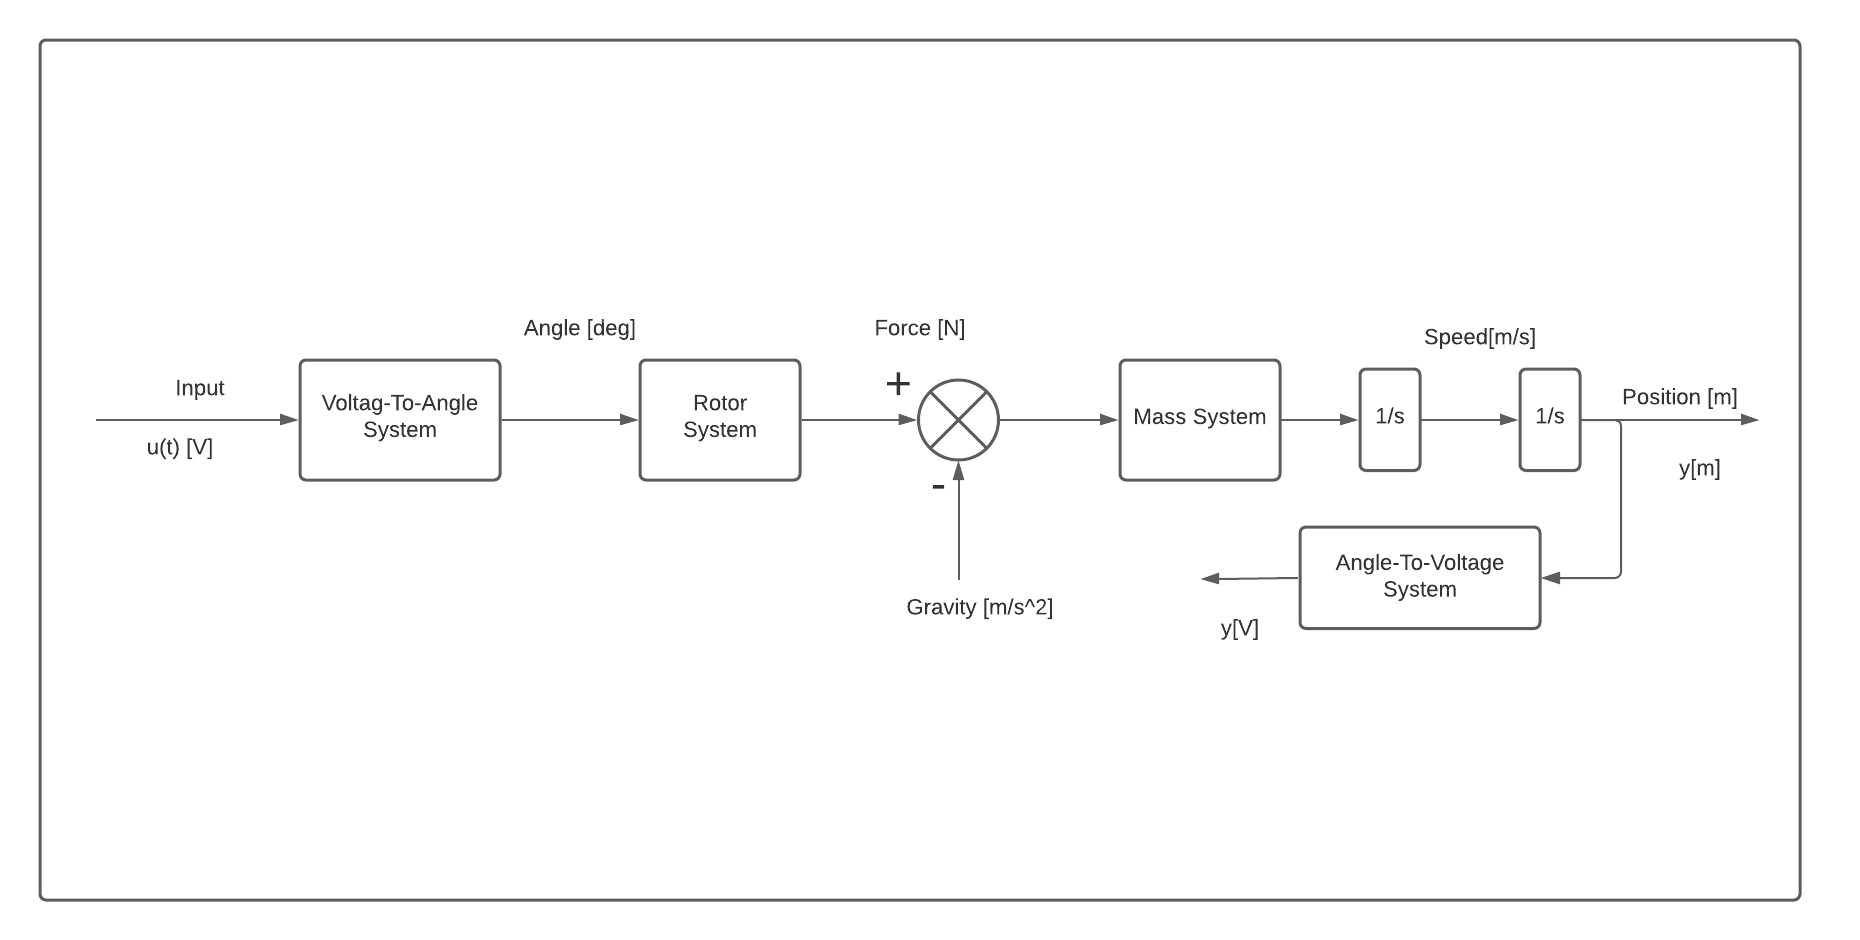 Input
u(t) [V]
Voltag-To-Angle
System
Angle [deg]
Rotor
System
Force [N]
+
-
Gravity [m/s^2]
Mass System
1/s
Speed[m/s]
1/s
Position [m]
y[m]
Angle-To-Voltage
System
y[V]